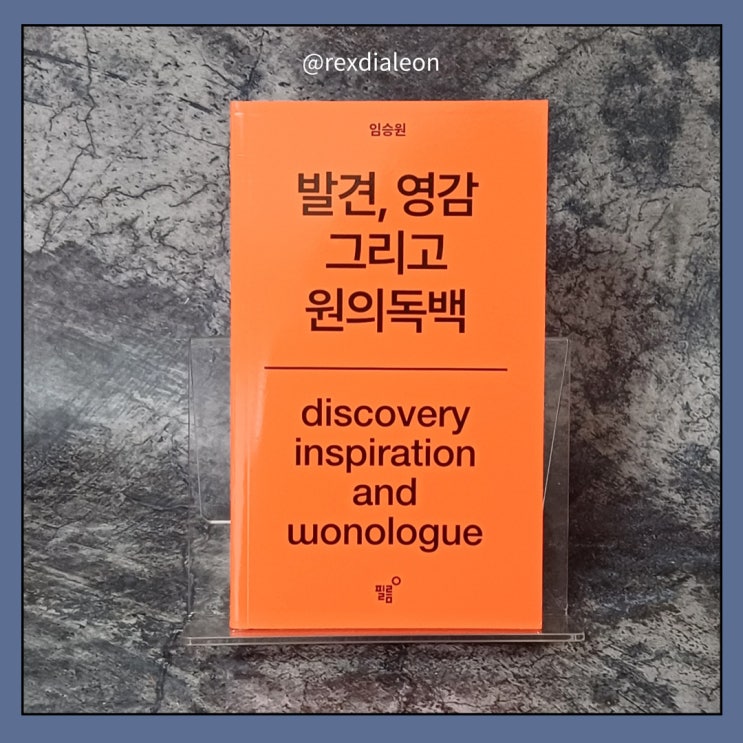 @rexdialeon
임승원
발견, 영감
그리고
원의독백
discovery
inspiration
and
wonologue
필름